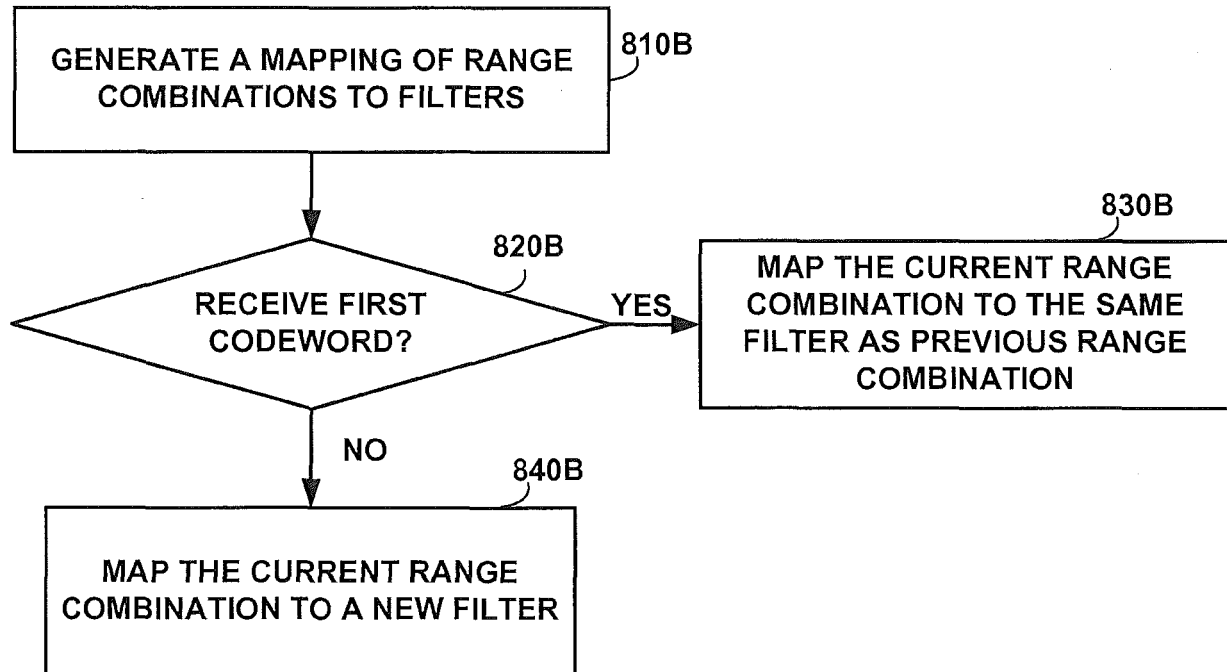 GENERATE A MAPPING OF RANGE
COMBINATIONS TO FILTERS
810B
RECEIVE FIRST
CODEWORD?
820B
YES
830B
MAP THE CURRENT RANGE
COMBINATION TO THE SAME
FILTER AS PREVIOUS RANGE
COMBINATION
NO
840B
MAP THE CURRENT RANGE
COMBINATION TO A NEW FILTER